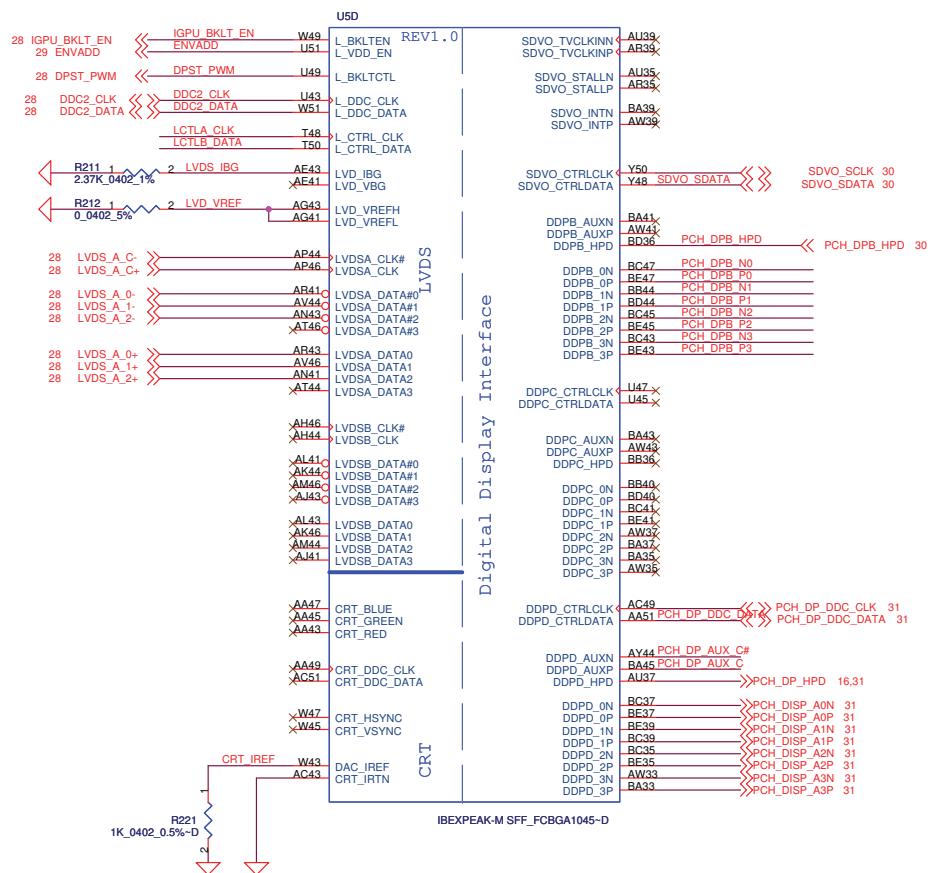 U5D
REV1.0
28 IGPU_BKLT_EN IGPU_BKLT_EN W49 L_BKLTEN
29 ENVADD ENVADD U51 L_VDD_EN
28 DPST_PWM DPST_PWM U49 L_BKLTCTL
28 DDC2_CLK DDC2_CLK U43 L_DDC_CLK
28 DDC2_DATA DDC2_DATA W51 L_DDC_DATA
LCTLA_CLK T48 L_CTRL_CLK
LCTLB_DATA T50 L_CTRL_DATA
R211 1 2 LVDS_IBG AE43 LVD_IBG
2.37K_0402_1% AE41 LVD_VBG
R212 1 2 LVD_VREF AG43 LVD_VREFH
0_0402_5% AG41 LVD_VREFL
28 LVDS_A_C- AP44 LVDSA_CLK#
28 LVDS_A_C+ AP46 LVDSA_CLK
28 LVDS_A_0- AR41 LVDSA_DATA#0
28 LVDS_A_1- AV44 LVDSA_DATA#1
28 LVDS_A_2- AN43 LVDSA_DATA#2
AT46 LVDSA_DATA#3
28 LVDS_A_0+ AR43 LVDSA_DATA0
28 LVDS_A_1+ AV46 LVDSA_DATA1
28 LVDS_A_2+ AN41 LVDSA_DATA2
AT44 LVDSA_DATA3
AH46 LVDSB_CLK#
AH44 LVDSB_CLK
AL41 LVDSB_DATA#0
AK44 LVDSB_DATA#1
AM46 LVDSB_DATA#2
AJ43 LVDSB_DATA#3
AL43 LVDSB_DATA0
AK46 LVDSB_DATA1
AM44 LVDSB_DATA2
AJ41 LVDSB_DATA3
AA47 CRT_BLUE
AA45 CRT_GREEN
AA43 CRT_RED
AA49 CRT_DDC_CLK
AC51 CRT_DDC_DATA
W47 CRT_HSYNC
W45 CRT_VSYNC
CRT_IREF W43 DAC_IREF
AC43 CRT_IRTN
1
R221
1K_0402_0.5%~D
2
LVDS
Digital Display Interface
CRT
SDVO_TVCLKINN AU39
SDVO_TVCLKINP AR39
SDVO_STALLN AU35
SDVO_STALLP AR35
SDVO_INTN BA39
SDVO_INTP AW39
SDVO_CTRLCLK Y50 SDVO_SCLK 30
SDVO_CTRLDATA Y48 SDVO_SDATA SDVO_SDATA 30
DDPB_AUXN BA41
DDPB_AUXP AW41
DDPB_HPD BD36 PCH_DPB_HPD PCH_DPB_HPD 30
DDPB_0N BC47 PCH_DPB_N0
DDPB_0P BE47 PCH_DPB_P0
DDPB_1N BB44 PCH_DPB_N1
DDPB_1P BD44 PCH_DPB_P1
DDPB_2N BC45 PCH_DPB_N2
DDPB_2P BE45 PCH_DPB_P2
DDPB_3N BC43 PCH_DPB_N3
DDPB_3P BE43 PCH_DPB_P3
DDPC_CTRLCLK U47
DDPC_CTRLDATA U45
DDPC_AUXN BA43
DDPC_AUXP AW43
DDPC_HPD BB36
DDPC_0N BB40
DDPC_0P BD40
DDPC_1N BC41
DDPC_1P BE41
DDPC_2N AW37
DDPC_2P BA37
DDPC_3N BA35
DDPC_3P AW35
DDPD_CTRLCLK AC49 PCH_DP_DDC_CLK 31
DDPD_CTRLDATA AA51 PCH_DP_DDC_DATA PCH_DP_DDC_DATA 31
DDPD_AUXN AY44 PCH_DP_AUX_C#
DDPD_AUXP BA45 PCH_DP_AUX_C
DDPD_HPD AU37 PCH_DP_HPD 16,31
DDPD_0N BC37 PCH_DISP_A0N 31
DDPD_0P BE37 PCH_DISP_A0P 31
DDPD_1N BE39 PCH_DISP_A1N 31
DDPD_1P BC39 PCH_DISP_A1P 31
DDPD_2N BC35 PCH_DISP_A2N 31
DDPD_2P BE35 PCH_DISP_A2P 31
DDPD_3N AW33 PCH_DISP_A3N 31
DDPD_3P BA33 PCH_DISP_A3P 31
IBEXPEAK-M SFF_FCBGA1045~D